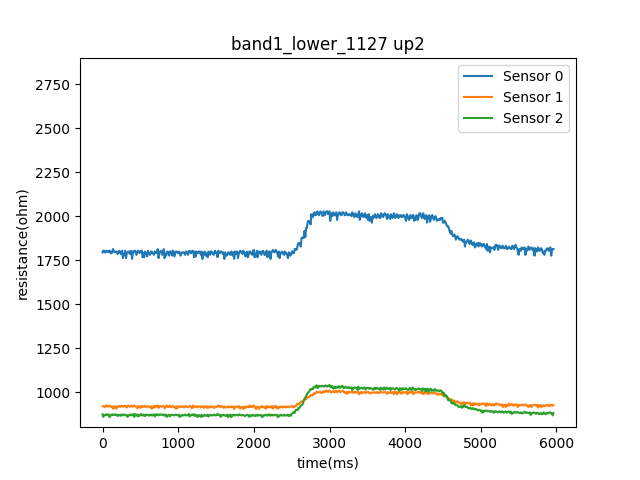 band1_lower_1127 up2
Sensor 0
Sensor 1
Sensor 2
resistance(ohm)
2750
2500
2250
2000
1750
1500
1250
1000
0 1000 2000 3000 4000 5000 6000
time(ms)